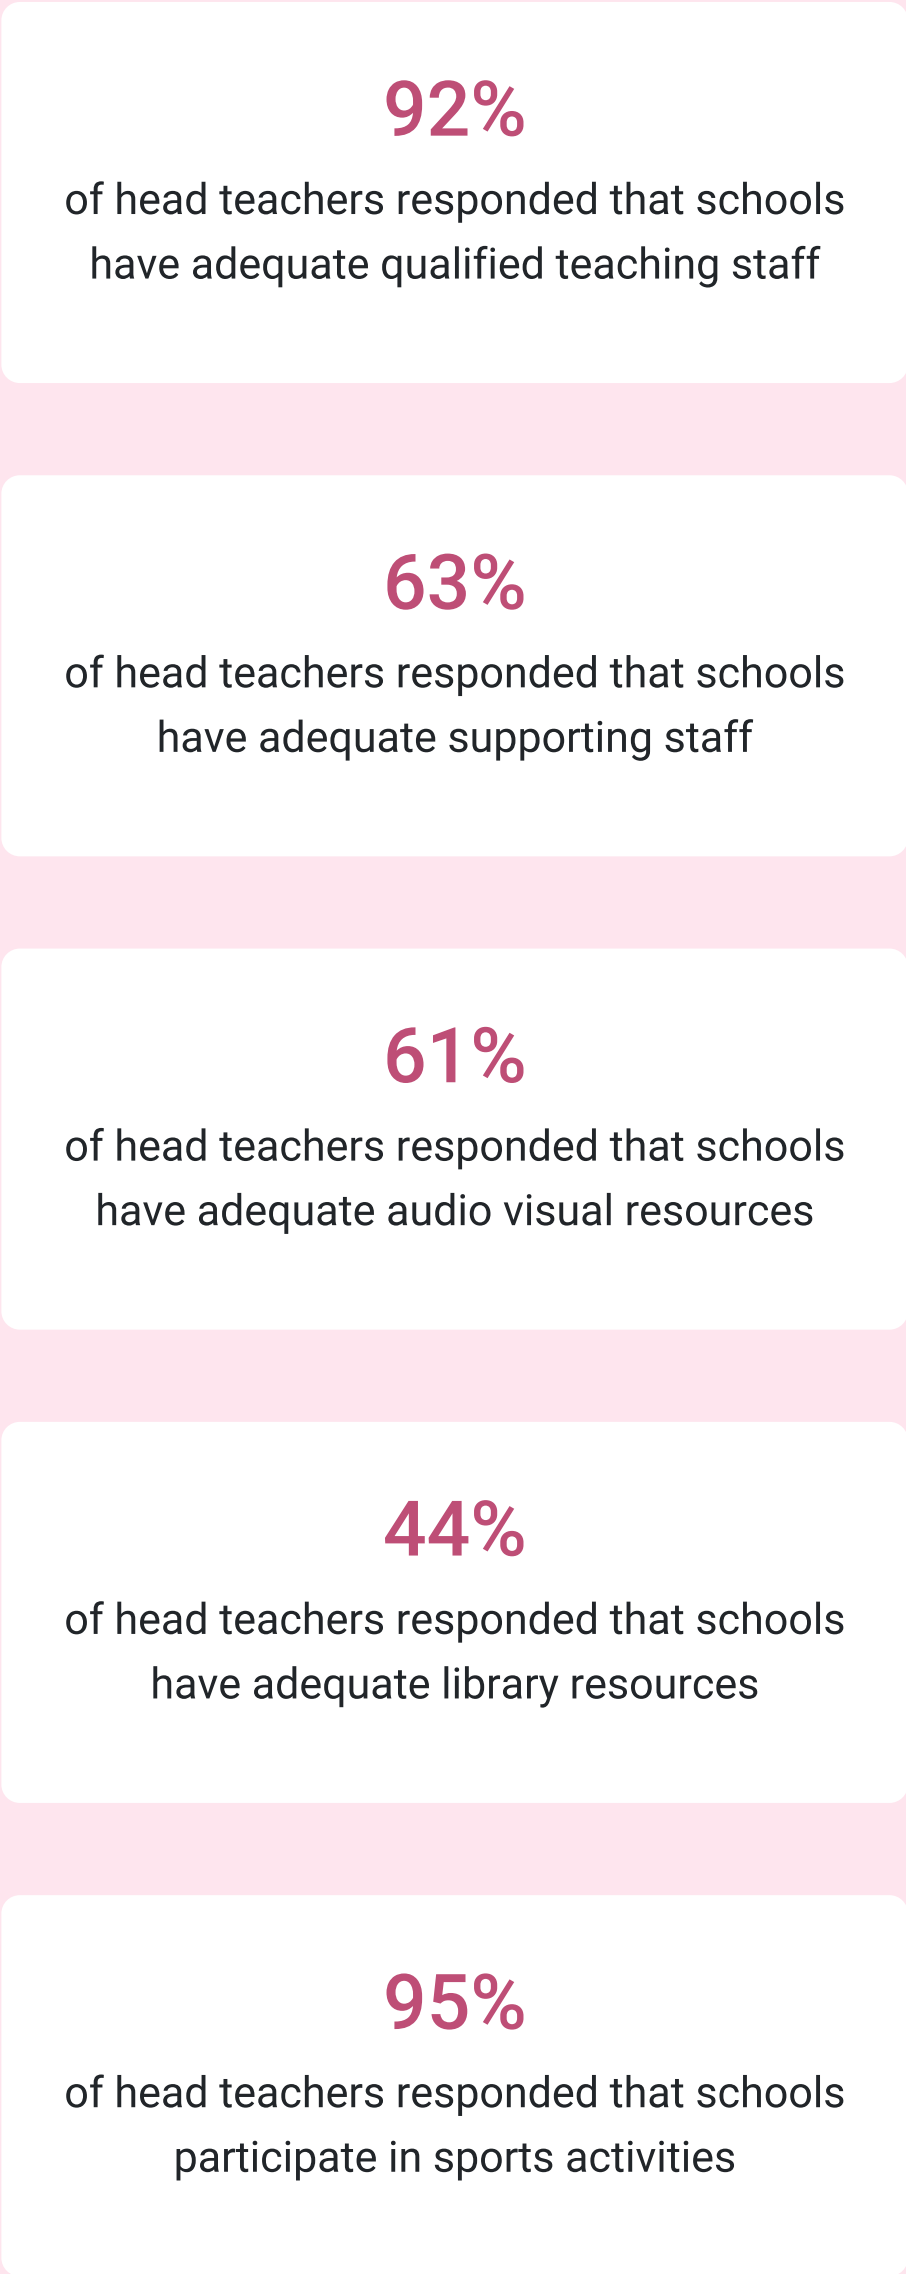 92%
of head teachers responded that schools
have adequate qualified teaching staff
63%
of head teachers responded that schools
have adequate supporting staff
61%
of head teachers responded that schools
have adequate audio visual resources
44%
of head teachers responded that schools
have adequate library resources
95%
of head teachers responded that schools
participate in sports activities